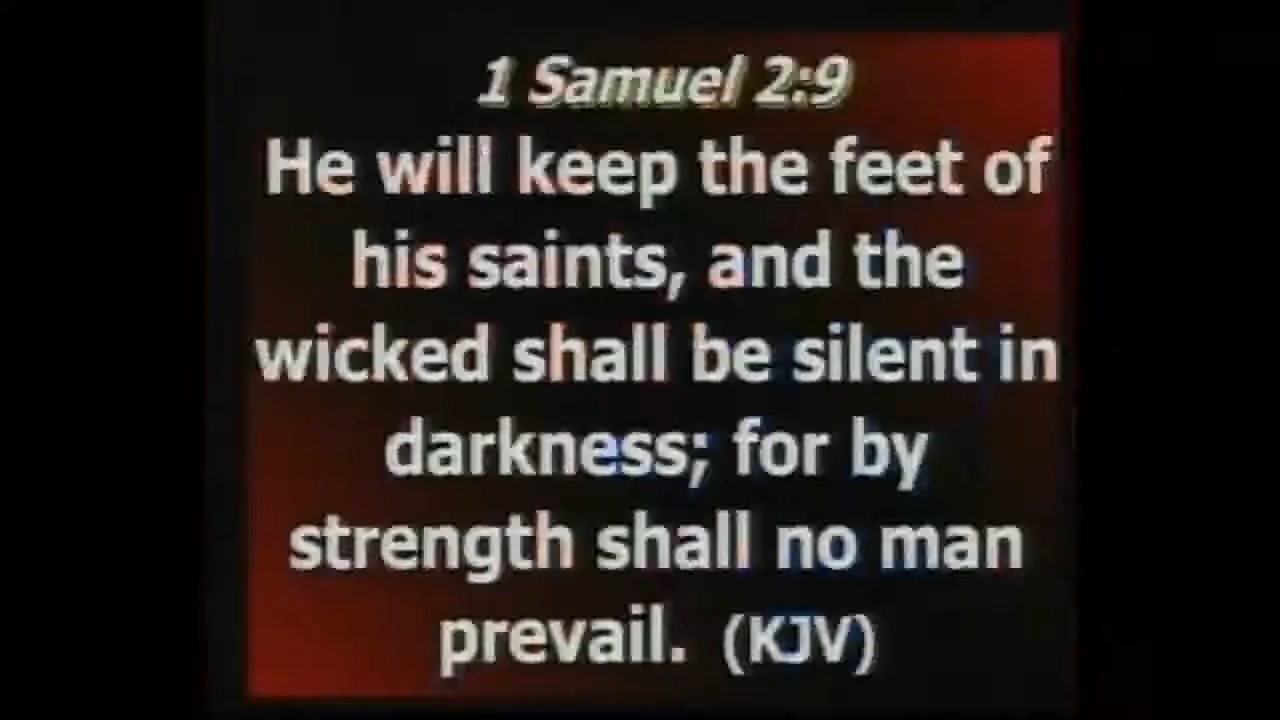 1 Samuel 2:9
He will keep the feet of
his saints, and the
wicked shall be silent in
darkness; for by
strength shall no man
prevail. (KJV)